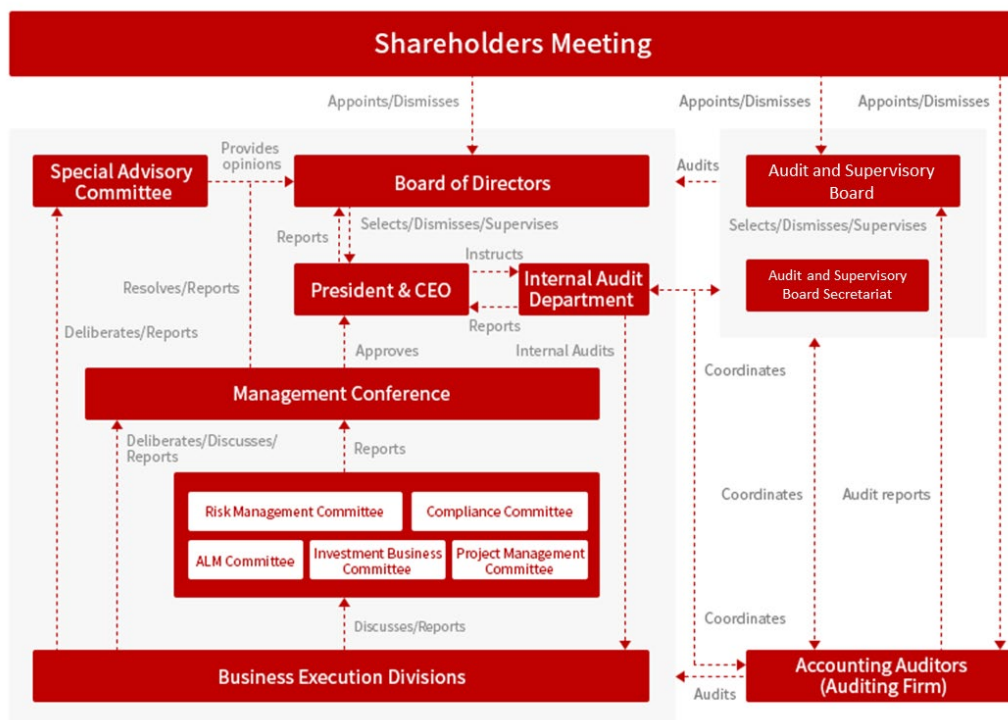 Shareholders Meeting
Appoints/Dismisses
Appoints/Dismisses
Appoints/Dismisses
Special Advisory
Committee
Provides
opinions
Board of Directors
Audits
Audit and Supervisory
Board
Reports
Selects/Dismisses/Supervises
Selects/Dismisses/Supervises
Resolves/Reports
President & CEO
Instructs
Reports
Internal Audit
Department
Audit and Supervisory
Board Secretariat
Deliberates/Reports
Approves
Internal Audits
Coordinates
Management Conference
Deliberates/Discusses/
Reports
Reports
Risk Management Committee
Compliance Committee
ALM Committee
Investment Business
Committee
Project Management
Committee
Coordinates
Audit reports
Discusses/Reports
Coordinates
Business Execution Divisions
Audits
Accounting Auditors
(Auditing Firm)